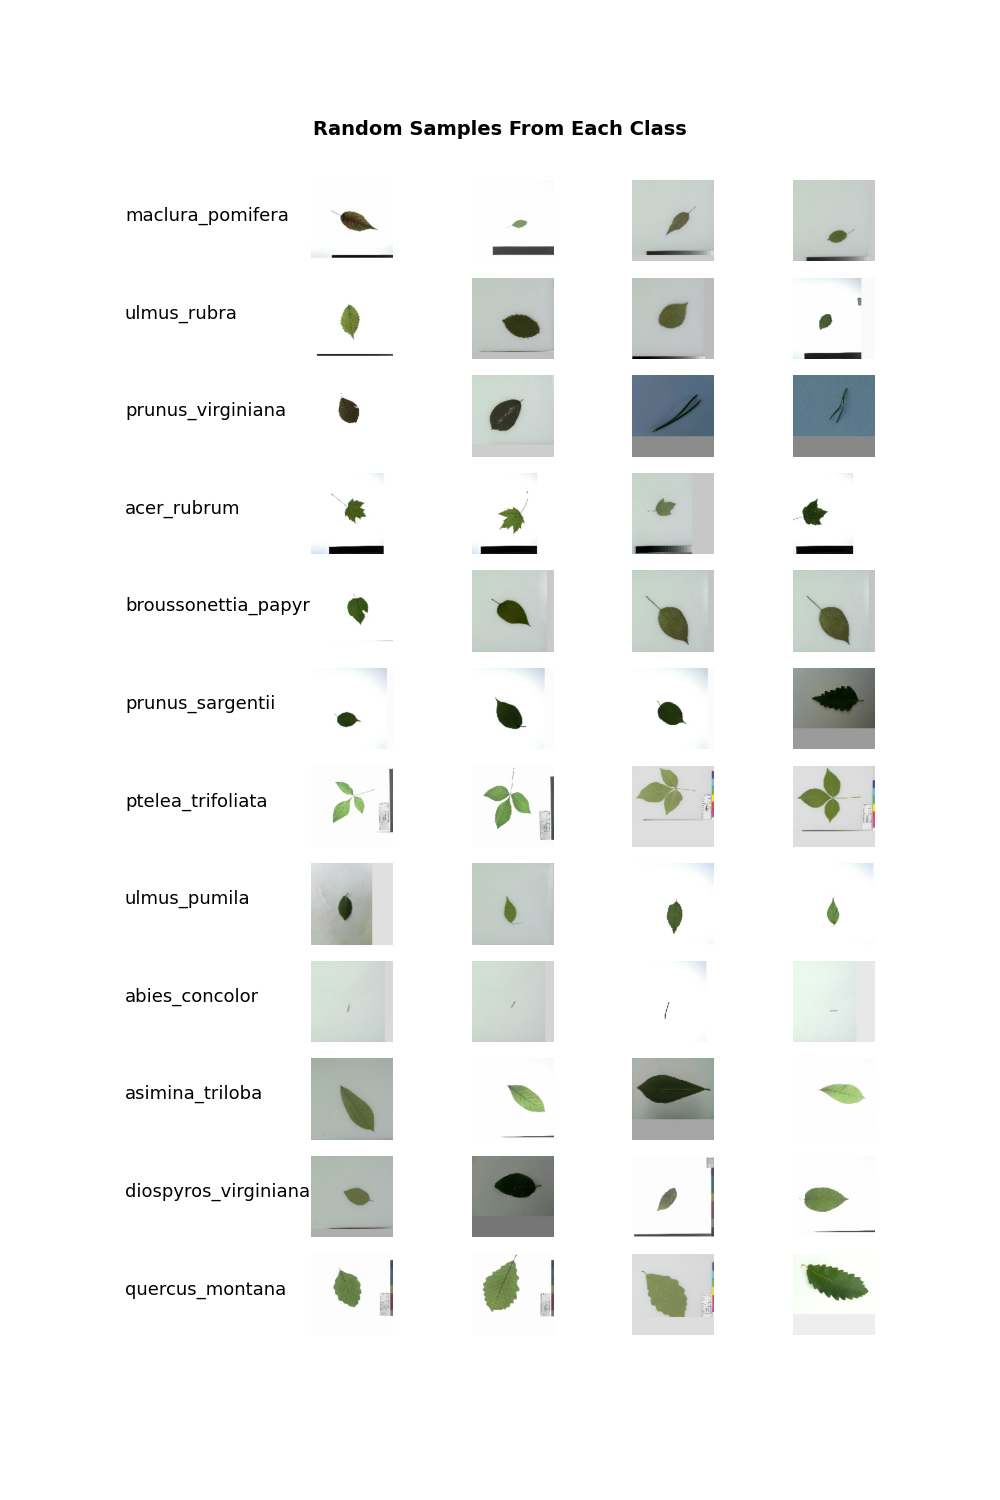 Random Samples From Each Class
maclura_pomifera
ulmus_rubra
prunus_virginiana
acer_rubrum
broussonettia_papyr
prunus_sargentii
ptelea_trifoliata
ulmus_pumila
abies_concolor
asimina_triloba
diospyros_virginiana
quercus_montana